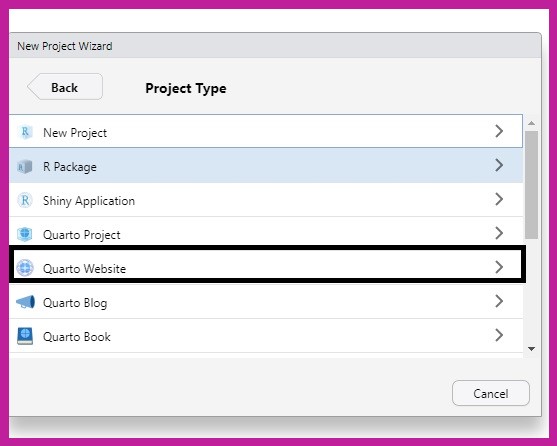 New Project Wizard
Back
Project Type
R New Project
R R Package
R Shiny Application
Quarto Project
Quarto Website
Quarto Blog
Quarto Book
Cancel